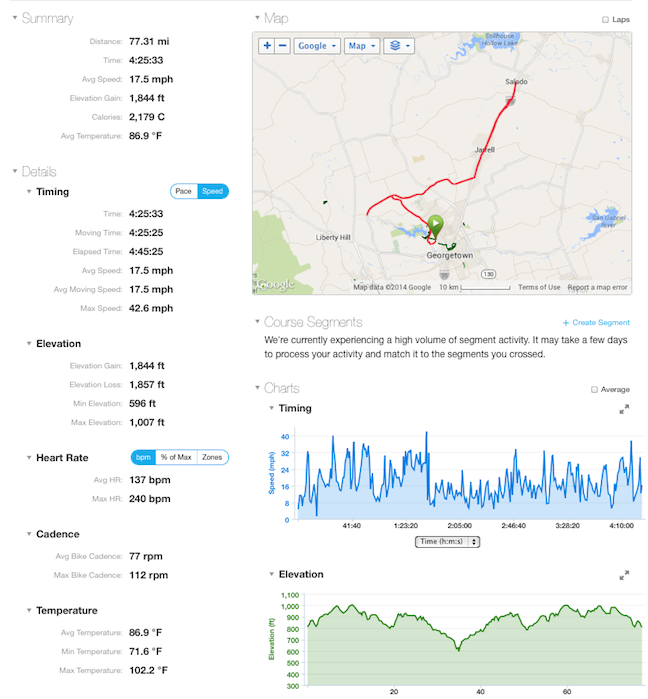 Summary
Distance: 77.31 mi
Time: 4:25:33
Avg Speed: 17.5 mph
Elevation Gain: 1,844 ft
Calories: 2,179 C
Avg Temperature: 86.9 °F
Details
Timing
Pace Speed
Time: 4:25:33
Moving Time: 4:25:25
Elapsed Time: 4:45:25
Avg Speed: 17.5 mph
Avg Moving Speed: 17.5 mph
Max Speed: 42.6 mph
Elevation
Elevation Gain: 1,844 ft
Elevation Loss: 1,857 ft
Min Elevation: 596 ft
Max Elevation: 1,007 ft
Heart Rate
bpm % of Max Zones
Avg HR: 137 bpm
Max HR: 240 bpm
Cadence
Avg Bike Cadence: 77 rpm
Max Bike Cadence: 112 rpm
Temperature
Avg Temperature: 86.9 °F
Min Temperature: 71.6 °F
Max Temperature: 102.2 °F
Map
Laps
Google
Map
Stillhouse
Hollow Lake
Salado
Jarrell
Liberty Hill
San Gabriel
River
Georgetown
130
Google
Map data ©2014 Google
10 km
Terms of Use
Report a map error
Course Segments
+ Create Segment
We're currently experiencing a high volume of segment activity. It may take a few days
to process your activity and match it to the segments you crossed.
Charts
Average
Timing
Speed (mph)
40
32
24
16
8
0
41:40 1:23:20 2:05:00 2:46:40 3:28:20 4:10:00
Time (h:m:s)
Elevation
Elevation (ft)
1,100
1,000
900
800
700
600
500
400
300
20 40 60